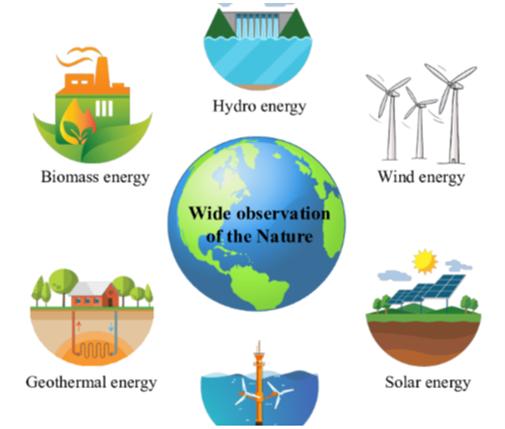 Hydro energy
Biomass energy
Wind energy
Wide observation
of the Nature
Geothermal energy
Solar energy